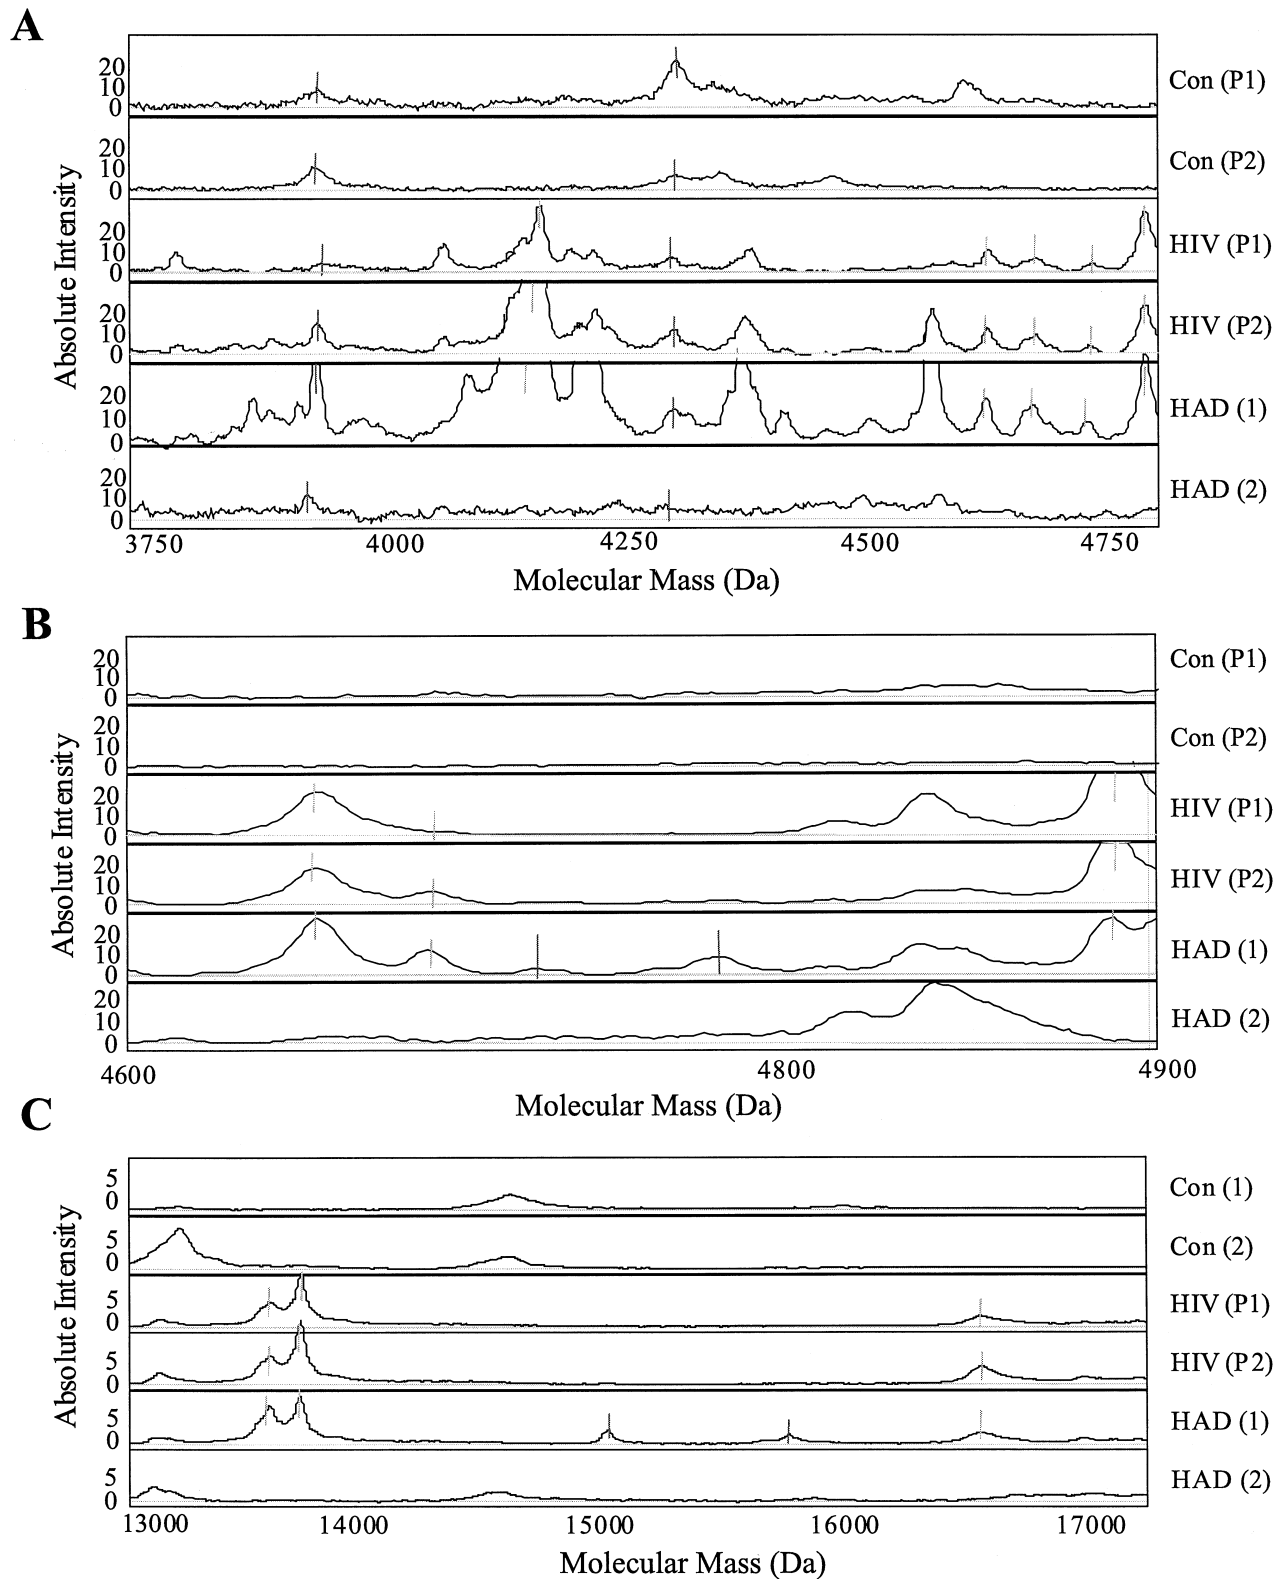 A
Absolute Intensity
20
10
0
Con (P1)
20
10
0
Con (P2)
20
10
0
HIV (P1)
20
10
0
HIV (P2)
20
10
0
HAD (1)
20
10
0
HAD (2)
3750 4000 4250 4500 4750
Molecular Mass (Da)
B
Absolute Intensity
20
10
0
Con (P1)
20
10
0
Con (P2)
20
10
0
HIV (P1)
20
10
0
HIV (P2)
20
10
0
HAD (1)
20
10
0
HAD (2)
4600 4800 4900
Molecular Mass (Da)
C
Absolute Intensity
5
0
Con (1)
5
0
Con (2)
5
0
HIV (P1)
5
0
HIV (P2)
5
0
HAD (1)
5
0
HAD (2)
13000 14000 15000 16000 17000
Molecular Mass (Da)